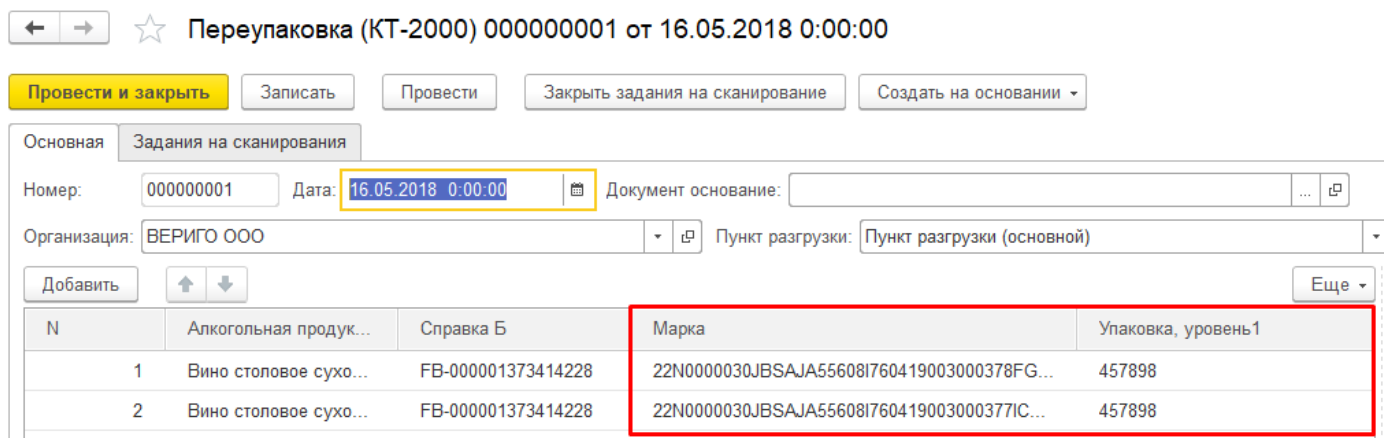 Переупаковка (КТ-2000) 000000001 от 16.05.2018 0:00:00
Провести и закрыть Записать Провести Закрыть задания на сканирование Создать на основании
Основная Задания на сканирования
Номер: 000000001 Дата: 16.05.2018 0:00:00 Документ основание: ...
Организация: ВЕРИГО ООО Пункт разгрузки: Пункт разгрузки (основной)
Добавить Еще
N Алкогольная продук... Справка Б Марка Упаковка, уровень1
1 Вино столовое сухо... FB-000001373414228 22N0000030JBSAJA55608I760419003000378FG... 457898
2 Вино столовое сухо... FB-000001373414228 22N0000030JBSAJA55608I760419003000377IC... 457898